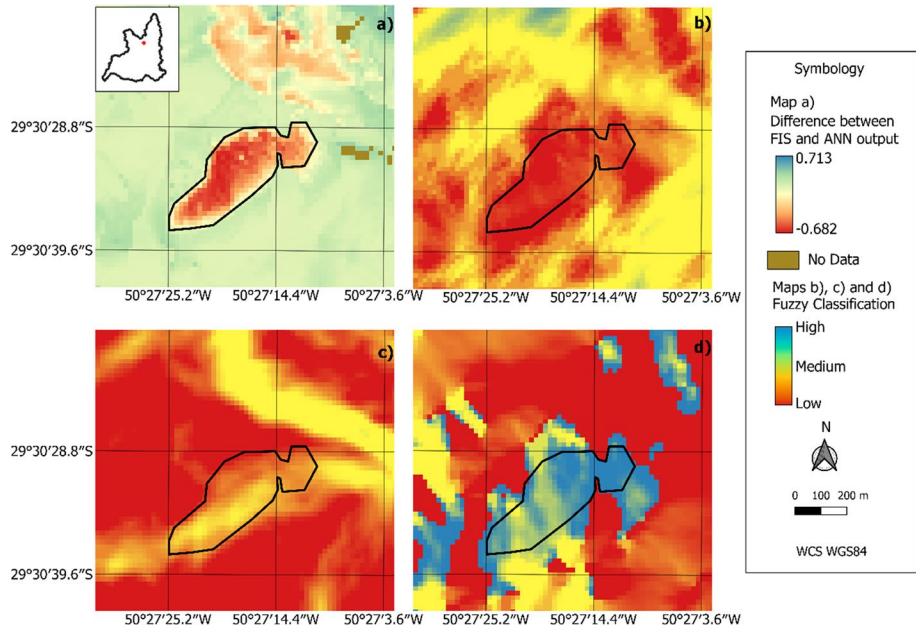 a)
b)
29°30'28.8"S
29°30'39.6"S
50°27'25.2"W 50°27'14.4"W 50°27'3.6"W
50°27'25.2"W 50°27'14.4"W 50°27'3.6"W
c)
d)
29°30'28.8"S
29°30'39.6"S
50°27'25.2"W 50°27'14.4"W 50°27'3.6"W
50°27'25.2"W 50°27'14.4"W 50°27'3.6"W
Symbology
Map a)
Difference between
FIS and ANN output
0.713
-0.682
No Data
Maps b), c) and d)
Fuzzy Classification
High
Medium
Low
N
0 100 200 m
WCS WGS84